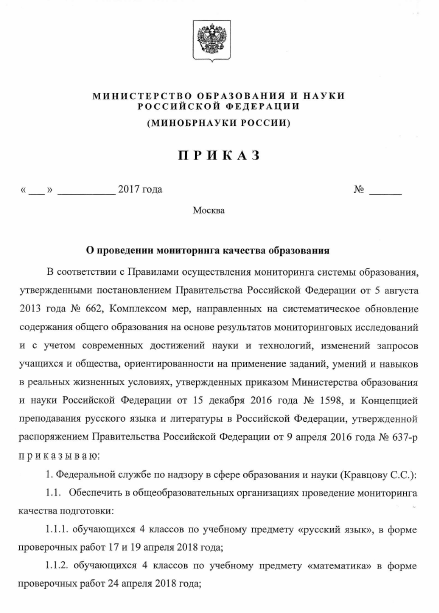 МИНИСТЕРСТВО ОБРАЗОВАНИЯ И НАУКИ
РОССИЙСКОЙ ФЕДЕРАЦИИ
(МИНОБРНАУКИ РОССИИ)
ПРИКАЗ
« ___ » ___________ 2017 года № ______
Москва
О проведении мониторинга качества образования
В соответствии с Правилами осуществления мониторинга системы образования,
утвержденными постановлением Правительства Российской Федерации от 5 августа
2013 года № 662, Комплексом мер, направленных на систематическое обновление
содержания общего образования на основе результатов мониторинговых исследований
и с учетом современных достижений науки и технологий, изменений запросов
учащихся и общества, ориентированности на применение заданий, умений и навыков
в реальных жизненных условиях, утвержденных приказом Министерства образования
и науки Российской Федерации от 15 декабря 2016 года № 1598, и Концепцией
преподавания русского языка и литературы в Российской Федерации, утвержденной
распоряжением Правительства Российской Федерации от 9 апреля 2016 года № 637-р
приказываю:
1. Федеральной службе по надзору в сфере образования и науки (Кравцову С.С.):
1.1. Обеспечить в общеобразовательных организациях проведение мониторинга
качества подготовки:
1.1.1. обучающихся 4 классов по учебному предмету «русский язык», в форме
проверочных работ 17 и 19 апреля 2018 года;
1.1.2. обучающихся 4 классов по учебному предмету «математика» в форме
проверочных работ 24 апреля 2018 года;